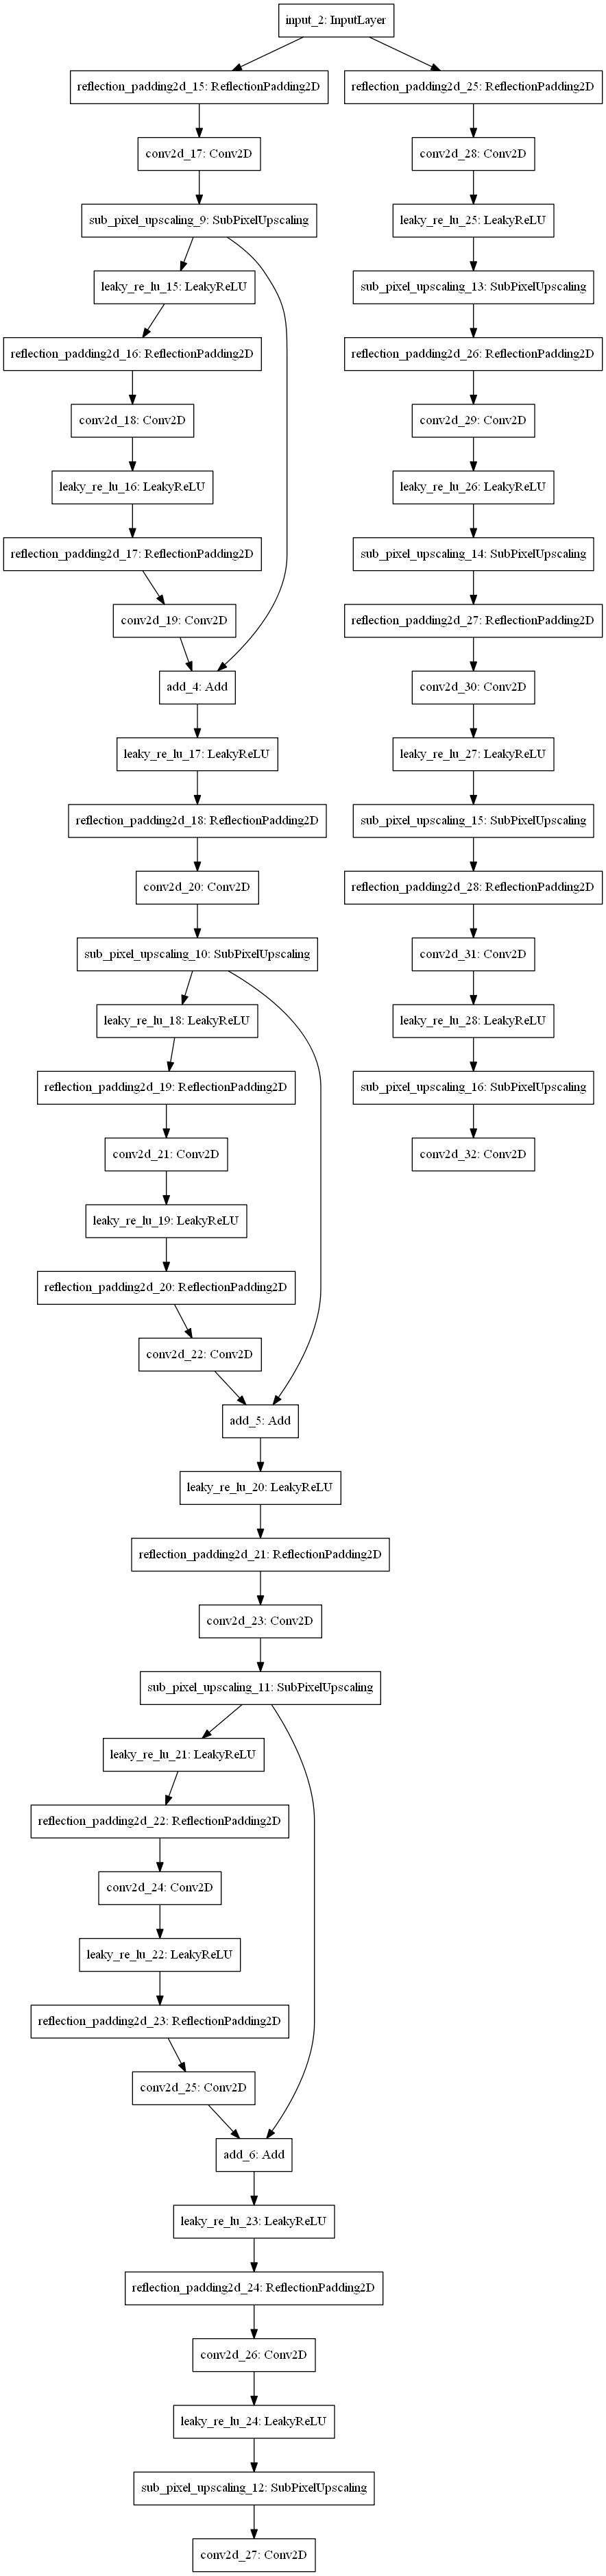 input_2: InputLayer
reflection_padding2d_15: ReflectionPadding2D
reflection_padding2d_25: ReflectionPadding2D
conv2d_17: Conv2D
conv2d_28: Conv2D
sub_pixel_upscaling_9: SubPixelUpscaling
leaky_re_lu_25: LeakyReLU
leaky_re_lu_15: LeakyReLU
sub_pixel_upscaling_13: SubPixelUpscaling
reflection_padding2d_16: ReflectionPadding2D
reflection_padding2d_26: ReflectionPadding2D
conv2d_18: Conv2D
conv2d_29: Conv2D
leaky_re_lu_16: LeakyReLU
leaky_re_lu_26: LeakyReLU
reflection_padding2d_17: ReflectionPadding2D
sub_pixel_upscaling_14: SubPixelUpscaling
conv2d_19: Conv2D
reflection_padding2d_27: ReflectionPadding2D
add_4: Add
conv2d_30: Conv2D
leaky_re_lu_17: LeakyReLU
leaky_re_lu_27: LeakyReLU
reflection_padding2d_18: ReflectionPadding2D
sub_pixel_upscaling_15: SubPixelUpscaling
conv2d_20: Conv2D
reflection_padding2d_28: ReflectionPadding2D
sub_pixel_upscaling_10: SubPixelUpscaling
conv2d_31: Conv2D
leaky_re_lu_18: LeakyReLU
leaky_re_lu_28: LeakyReLU
reflection_padding2d_19: ReflectionPadding2D
sub_pixel_upscaling_16: SubPixelUpscaling
conv2d_21: Conv2D
conv2d_32: Conv2D
leaky_re_lu_19: LeakyReLU
reflection_padding2d_20: ReflectionPadding2D
conv2d_22: Conv2D
add_5: Add
leaky_re_lu_20: LeakyReLU
reflection_padding2d_21: ReflectionPadding2D
conv2d_23: Conv2D
sub_pixel_upscaling_11: SubPixelUpscaling
leaky_re_lu_21: LeakyReLU
reflection_padding2d_22: ReflectionPadding2D
conv2d_24: Conv2D
leaky_re_lu_22: LeakyReLU
reflection_padding2d_23: ReflectionPadding2D
conv2d_25: Conv2D
add_6: Add
leaky_re_lu_23: LeakyReLU
reflection_padding2d_24: ReflectionPadding2D
conv2d_26: Conv2D
leaky_re_lu_24: LeakyReLU
sub_pixel_upscaling_12: SubPixelUpscaling
conv2d_27: Conv2D